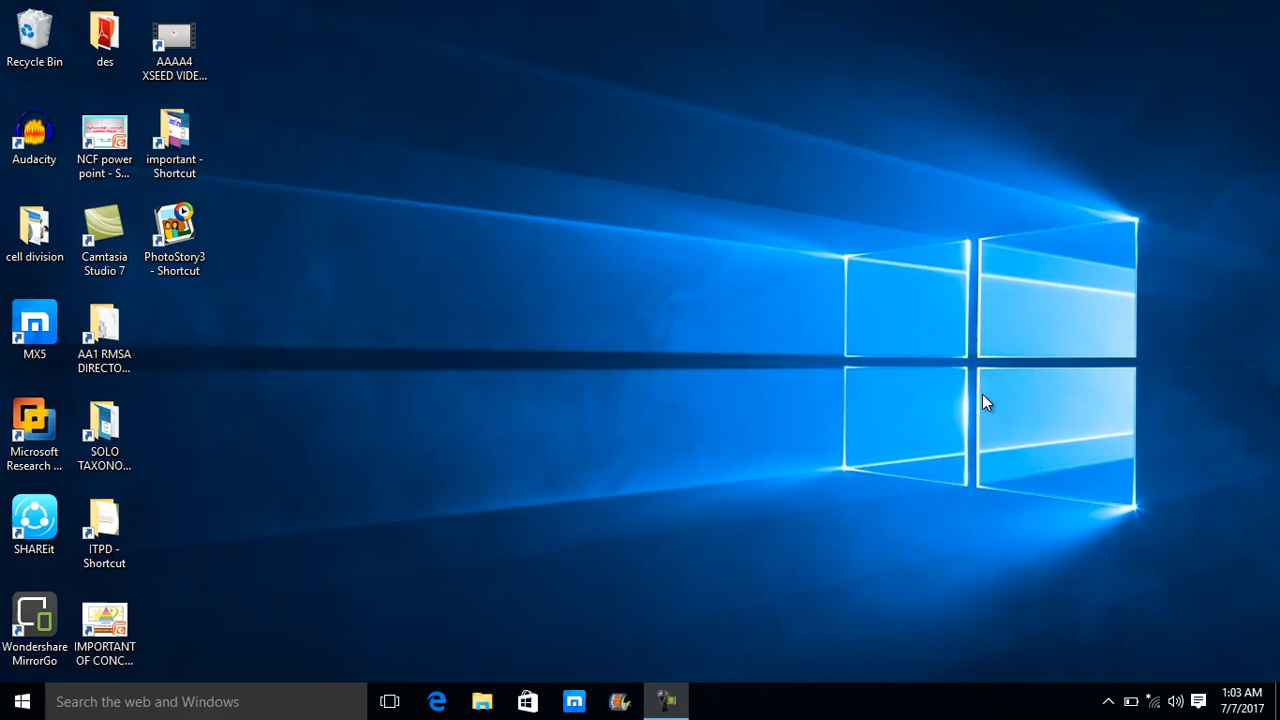 Recycle Bin
des
AAAA4
XSEED VIDE...
Audacity
NCF power
point - S...
important -
Shortcut
cell division
Camtasia
Studio 7
PhotoStory3
- Shortcut
MX5
AA1 RMSA
DIRECTO...
Microsoft
Research ...
SOLO
TAXONO...
SHAREit
ITPD -
Shortcut
Wondershare
MirrorGo
IMPORTANT
OF CONC...
Search the web and Windows
1:03 AM
7/7/2017